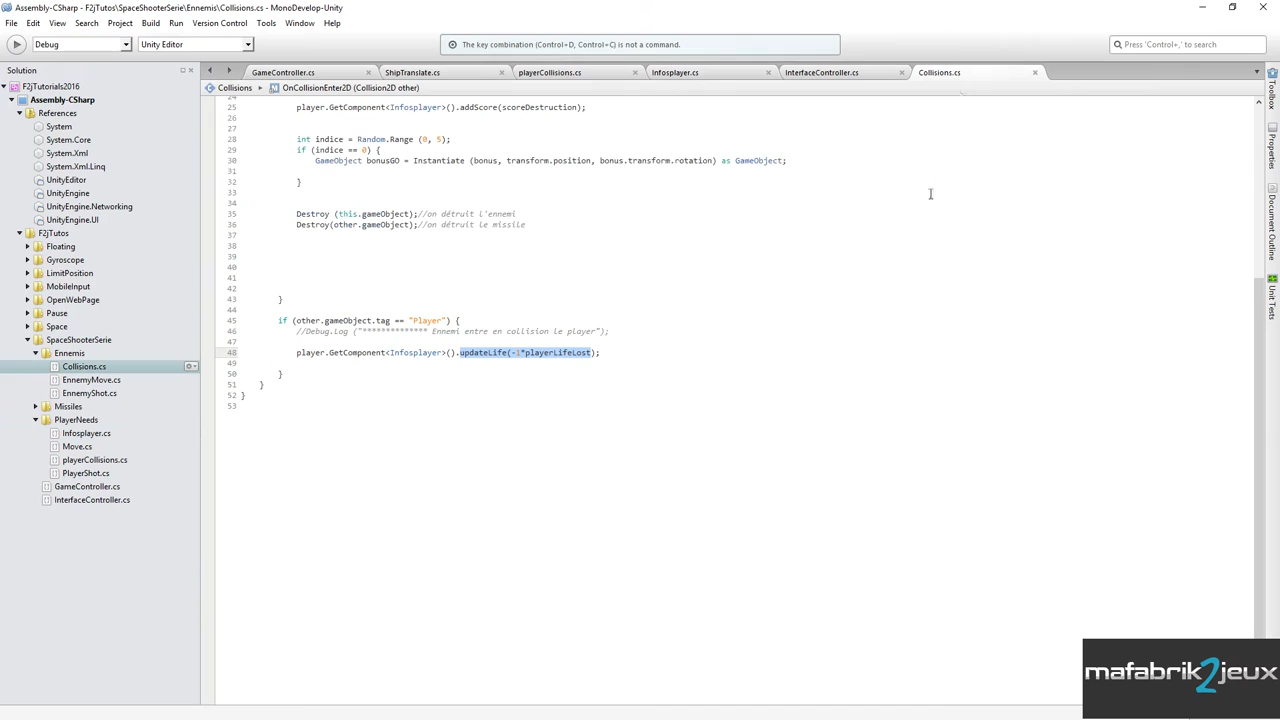 Assembly-CSharp - F2jTutos\SpaceShooterSerie\Ennemis\Collisions.cs - MonoDevelop-Unity
File Edit View Search Project Build Run Version Control Tools Window Help
Debug Unity Editor The key combination (Control+D, Control+C) is not a command. Press 'Control+,' to search
Solution
GameController.cs ShipTranslate.cs playerCollisions.cs Infosplayer.cs InterfaceController.cs Collisions.cs
Collisions OnCollisionEnter2D (Collision2D other)
F2jTutorials2016
Assembly-CSharp
References
System
System.Core
System.Xml
System.Xml.Linq
UnityEditor
UnityEngine
UnityEngine.Networking
UnityEngine.UI
F2jTutos
Floating
Gyroscope
LimitPosition
MobileInput
OpenWebPage
Pause
Space
SpaceShooterSerie
Ennemis
Collisions.cs
EnnemyMove.cs
EnnemyShot.cs
Missiles
PlayerNeeds
Infosplayer.cs
Move.cs
playerCollisions.cs
PlayerShot.cs
GameController.cs
InterfaceController.cs
24
25 player.GetComponent<Infosplayer>().addScore(scoreDestruction);
26
27
28 int indice = Random.Range (0, 5);
29 if (indice == 0) {
30 GameObject bonusGO = Instantiate (bonus, transform.position, bonus.transform.rotation) as GameObject;
31
32 }
33
34
35 Destroy (this.gameObject);//on détruit l'ennemi
36 Destroy(other.gameObject);//on détruit le missile
37
38
39
40
41
42
43 }
44
45 if (other.gameObject.tag == "Player") {
46 //Debug.Log ("************** Ennemi entre en collision le player");
47
48 player.GetComponent<Infosplayer>().updateLife(-1*playerLifeLost);
49
50 }
51 }
52 }
53
Toolbox
Properties
Document Outline
Unit Tests
mafabrik2jeux